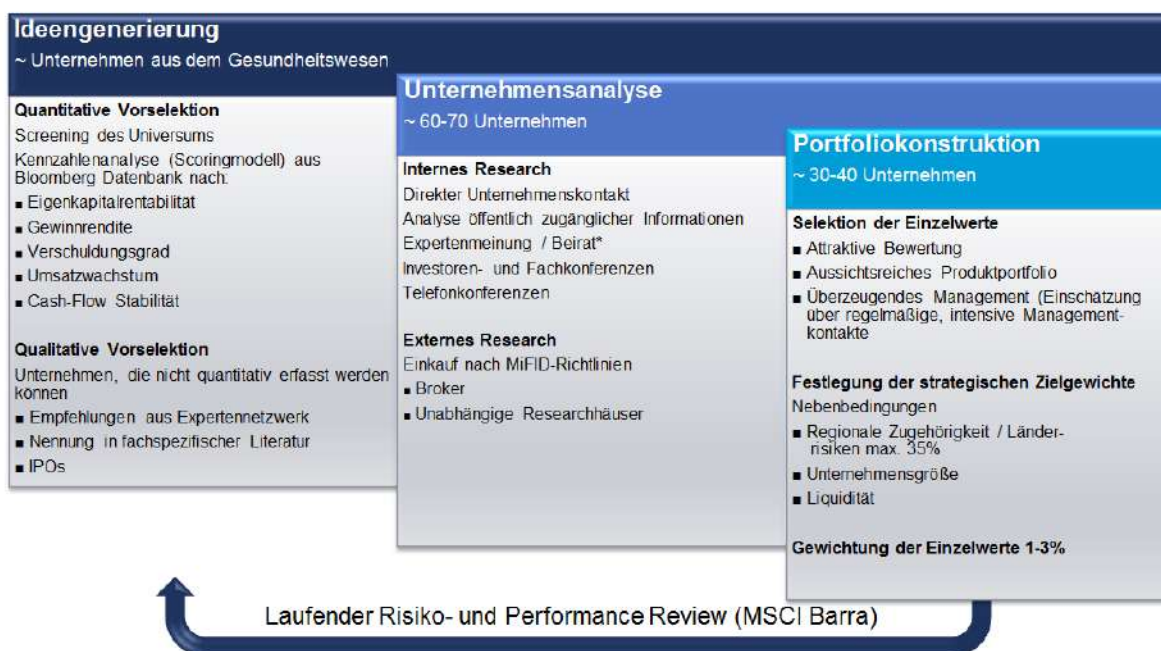 Ideengenerierung
~ Unternehmen aus dem Gesundheitswesen
Quantitative Vorselektion
Screening des Universums
Kennzahlenanalyse (Scoringmodell) aus
Bloomberg Datenbank nach:
▪ Eigenkapitalrentabilität
▪ Gewinnrendite
▪ Verschuldungsgrad
▪ Umsatzwachstum
▪ Cash-Flow Stabilität
Qualitative Vorselektion
Unternehmen, die nicht quantitativ erfasst werden
können
▪ Empfehlungen aus Expertennetzwerk
▪ Nennung in fachspezifischer Literatur
▪ IPOs
Unternehmensanalyse
~ 60-70 Unternehmen
Internes Research
Direkter Unternehmenskontakt
Analyse öffentlich zugänglicher Informationen
Expertenmeinung / Beirat*
Investoren- und Fachkonferenzen
Telefonkonferenzen
Externes Research
Einkauf nach MiFID-Richtlinien
▪ Broker
▪ Unabhängige Researchhäuser
Portfoliokonstruktion
~ 30-40 Unternehmen
Selektion der Einzelwerte
▪ Attraktive Bewertung
▪ Aussichtsreiches Produktportfolio
▪ Überzeugendes Management (Einschätzung
über regelmäßige, intensive Management-
kontakte
Festlegung der strategischen Zielgewichte
Nebenbedingungen
▪ Regionale Zugehörigkeit / Länder-
risiken max. 35%
▪ Unternehmensgröße
▪ Liquidität
Gewichtung der Einzelwerte 1-3%
Laufender Risiko- und Performance Review (MSCI Barra)